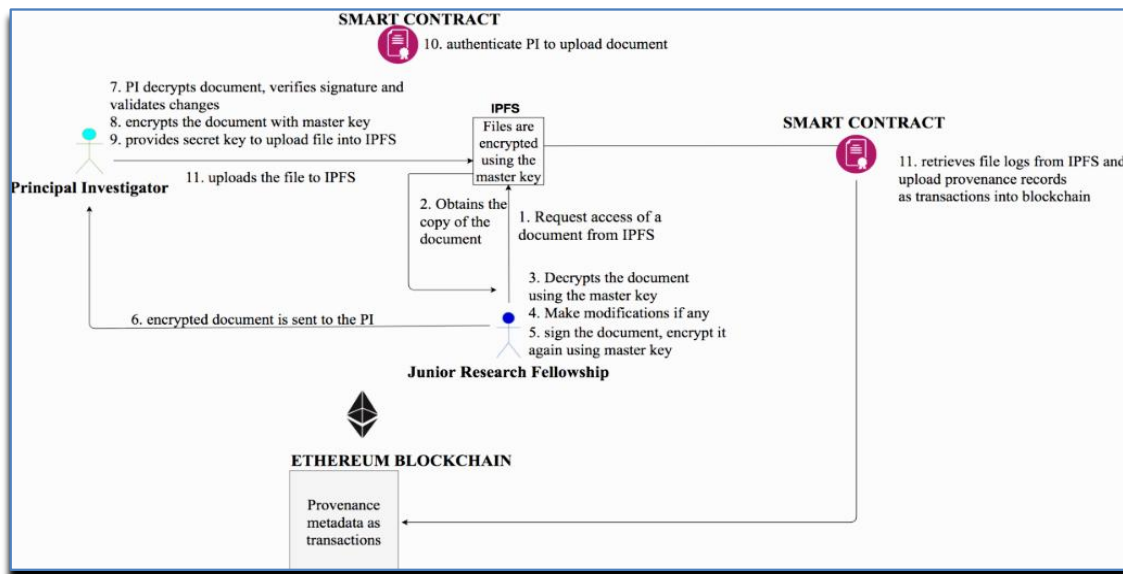 SMART CONTRACT
10. authenticate PI to upload document
7. PI decrypts document, verifies signature and
validates changes
8. encrypts the document with master key
9. provides secret key to upload file into IPFS
IPFS
Files are
encrypted
using the
master key
SMART CONTRACT
11. retrieves file logs from IPFS and
upload provenance records
as transactions into blockchain
Principal Investigator
11. uploads the file to IPFS
2. Obtains the
copy of the
document
1. Request access of a
document from IPFS
3. Decrypts the document
using the master key
4. Make modifications if any
5. sign the document, encrypt it
again using master key
6. encrypted document is sent to the PI
Junior Research Fellowship
ETHEREUM BLOCKCHAIN
Provenance
metadata as
transactions